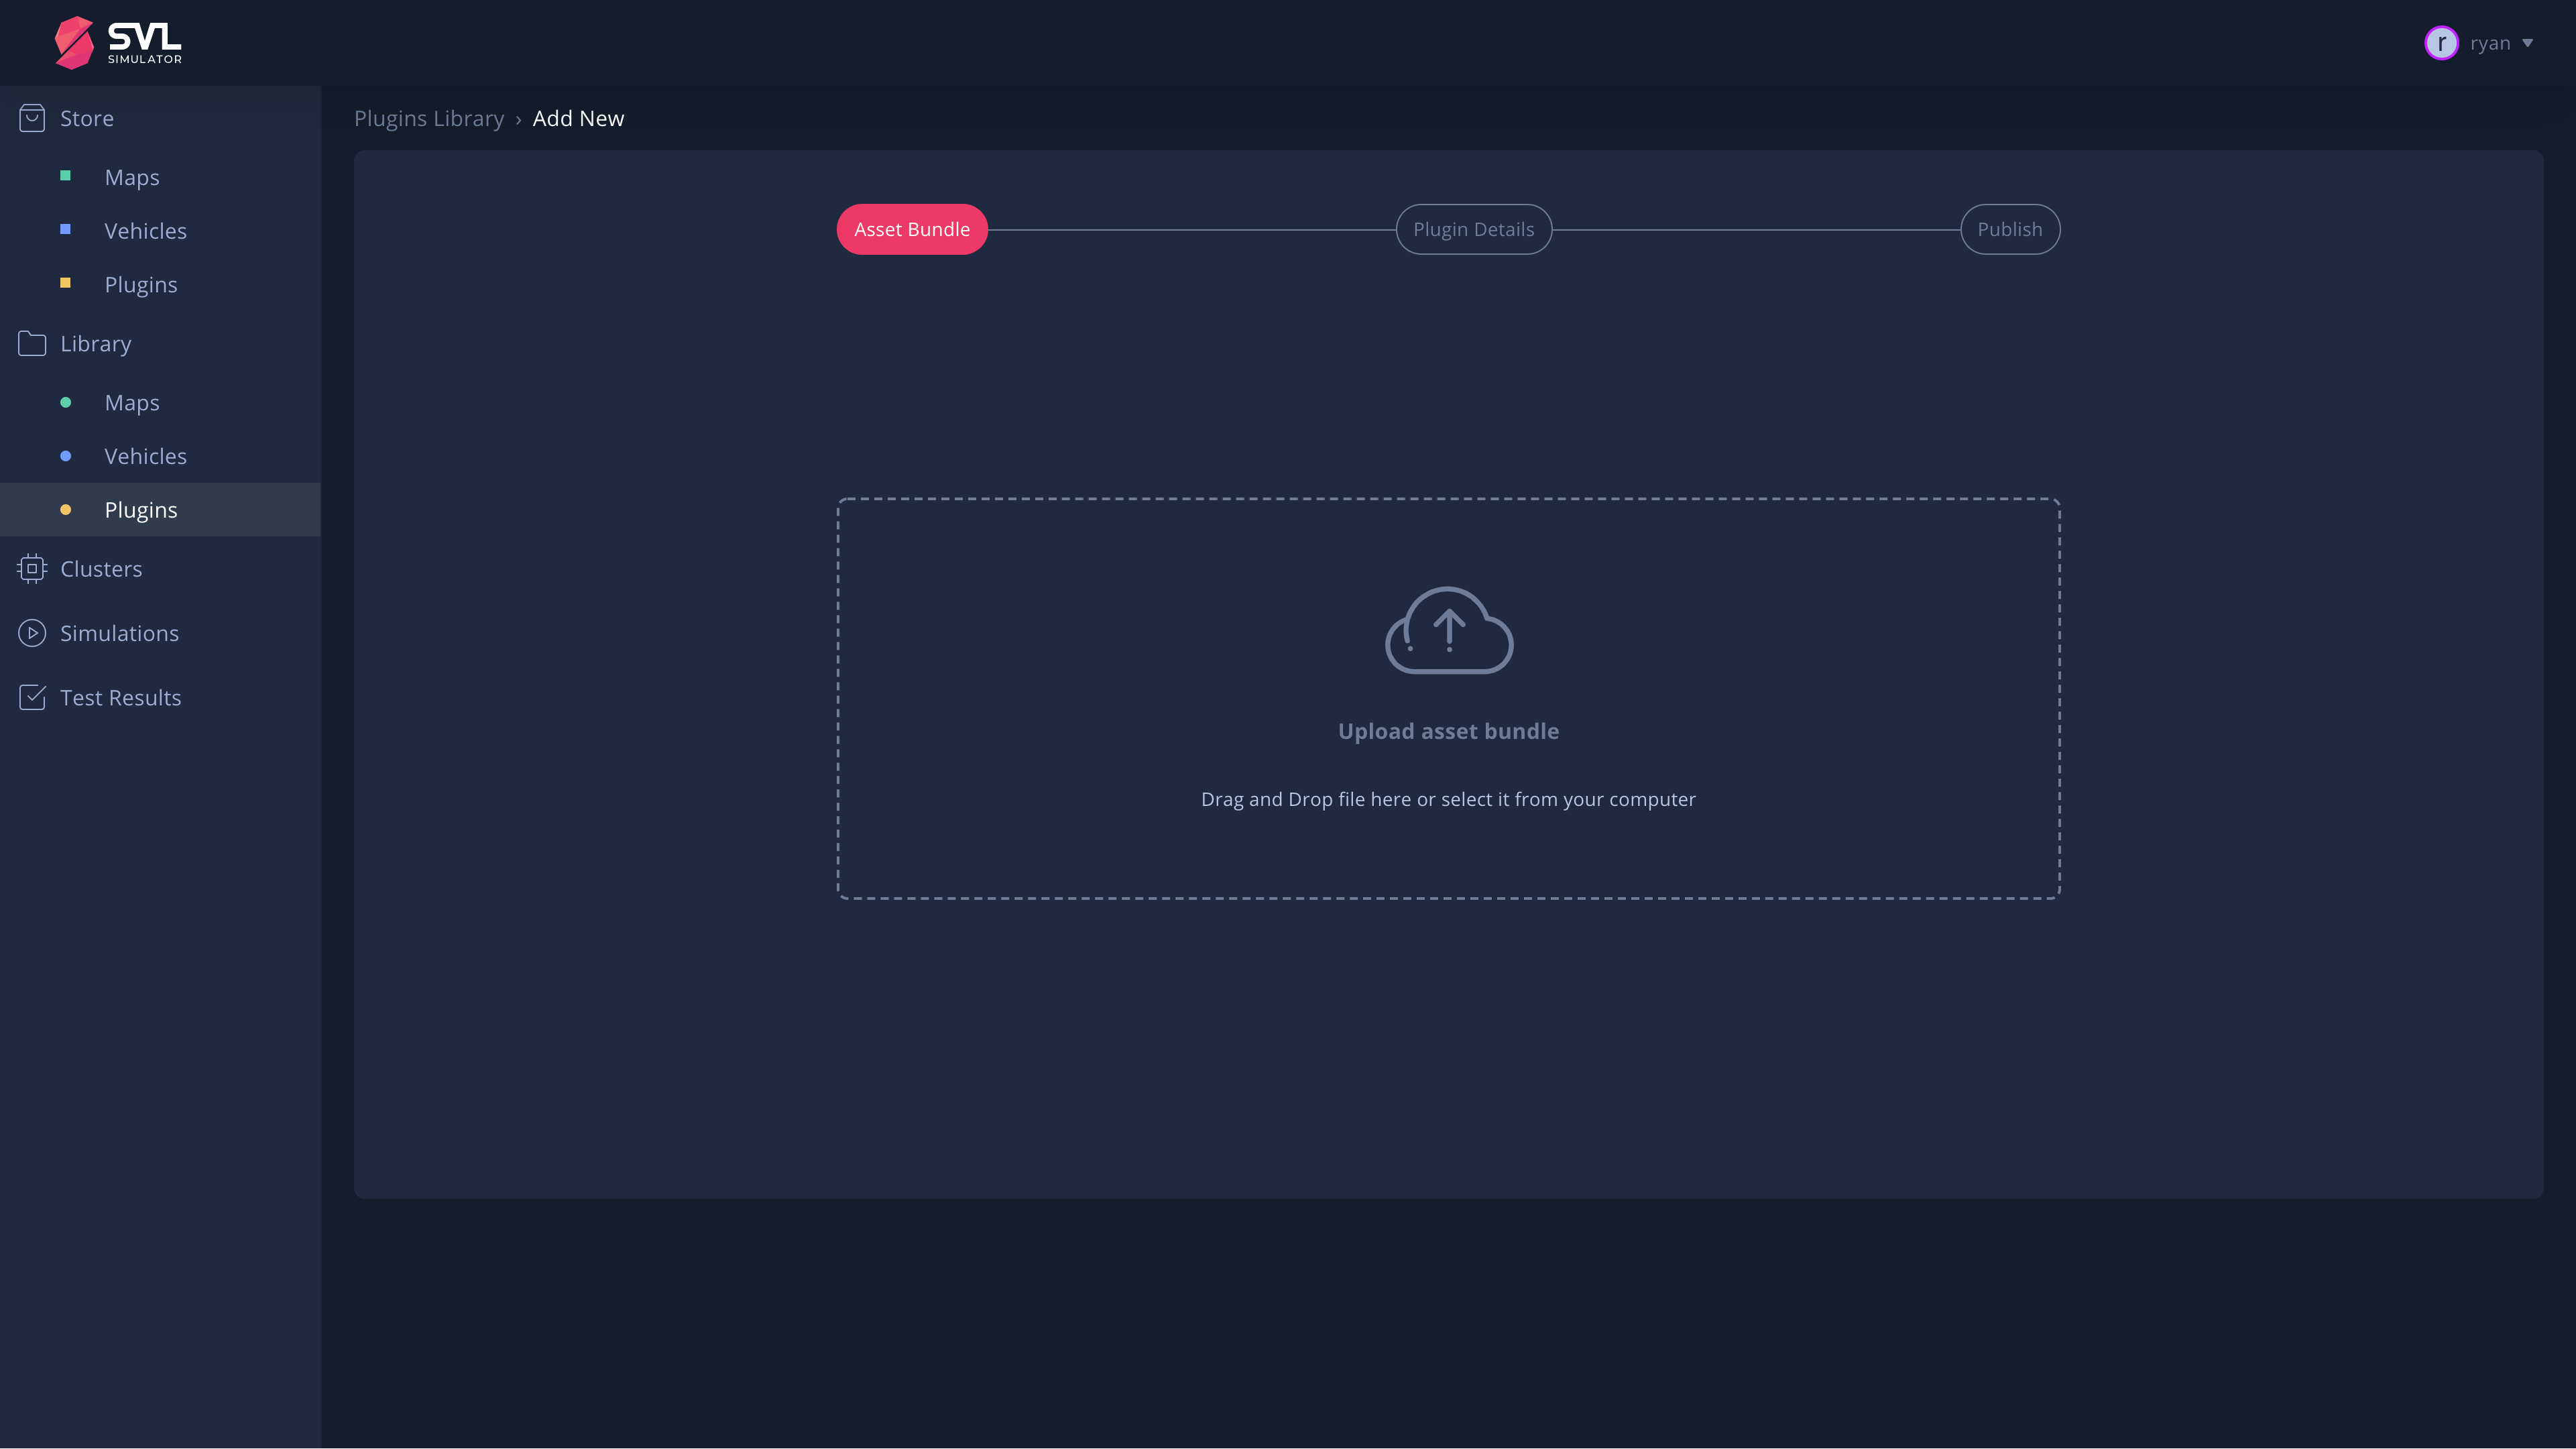 SVL
SIMULATOR
r ryan
Store
Maps
Vehicles
Plugins
Library
Maps
Vehicles
Plugins
Clusters
Simulations
Test Results
Plugins Library › Add New
Asset Bundle
Plugin Details
Publish
Upload asset bundle
Drag and Drop file here or select it from your computer